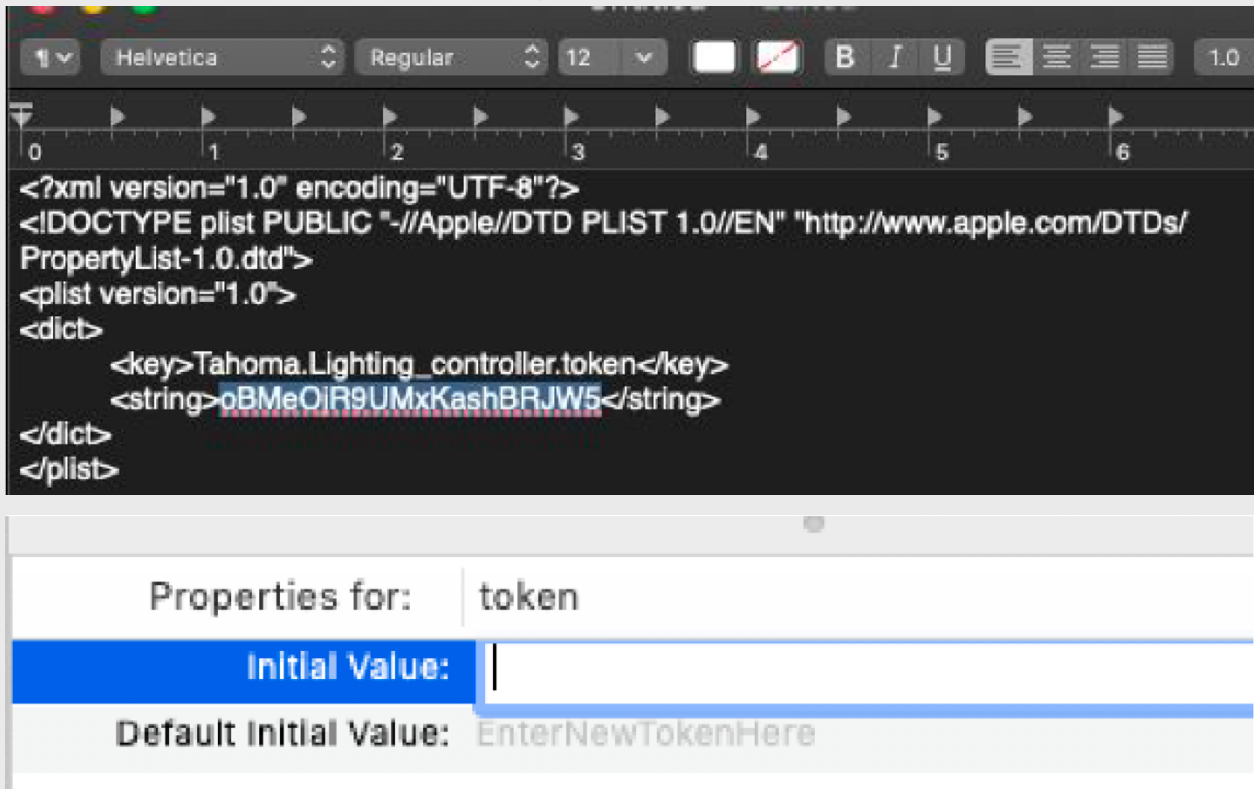 Helvetica Regular 12 B I U 1.0
0 1 2 3 4 5 6
<?xml version="1.0" encoding="UTF-8"?>
<!DOCTYPE plist PUBLIC "-//Apple//DTD PLIST 1.0//EN" "http://www.apple.com/DTDs/
PropertyList-1.0.dtd">
<plist version="1.0">
<dict>
<key>Tahoma.Lighting_controller.token</key>
<string>oBMeOjR9UMxKashBRJW5</string>
</dict>
</plist>
Properties for: token
Initial Value:
Default Initial Value: EnterNewTokenHere